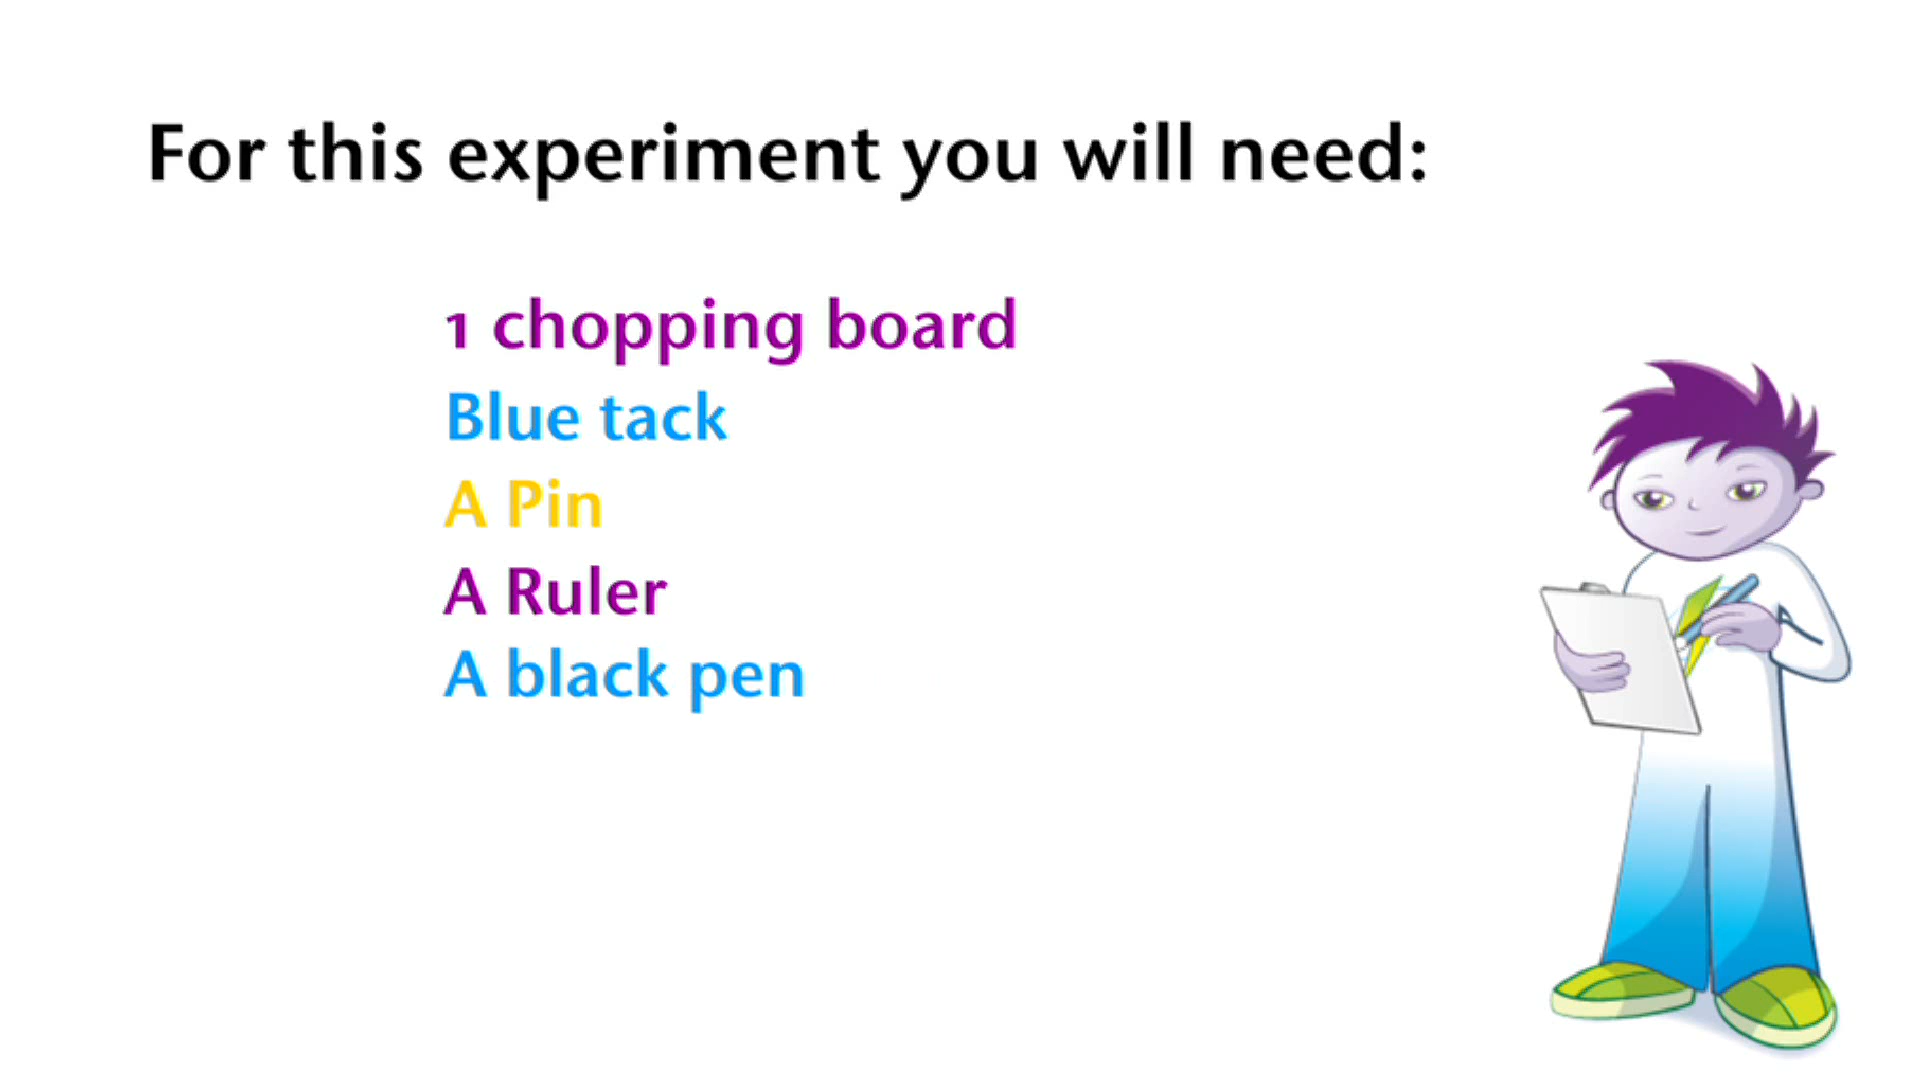 For this experiment you will need:
1 chopping board
Blue tack
A Pin
A Ruler
A black pen